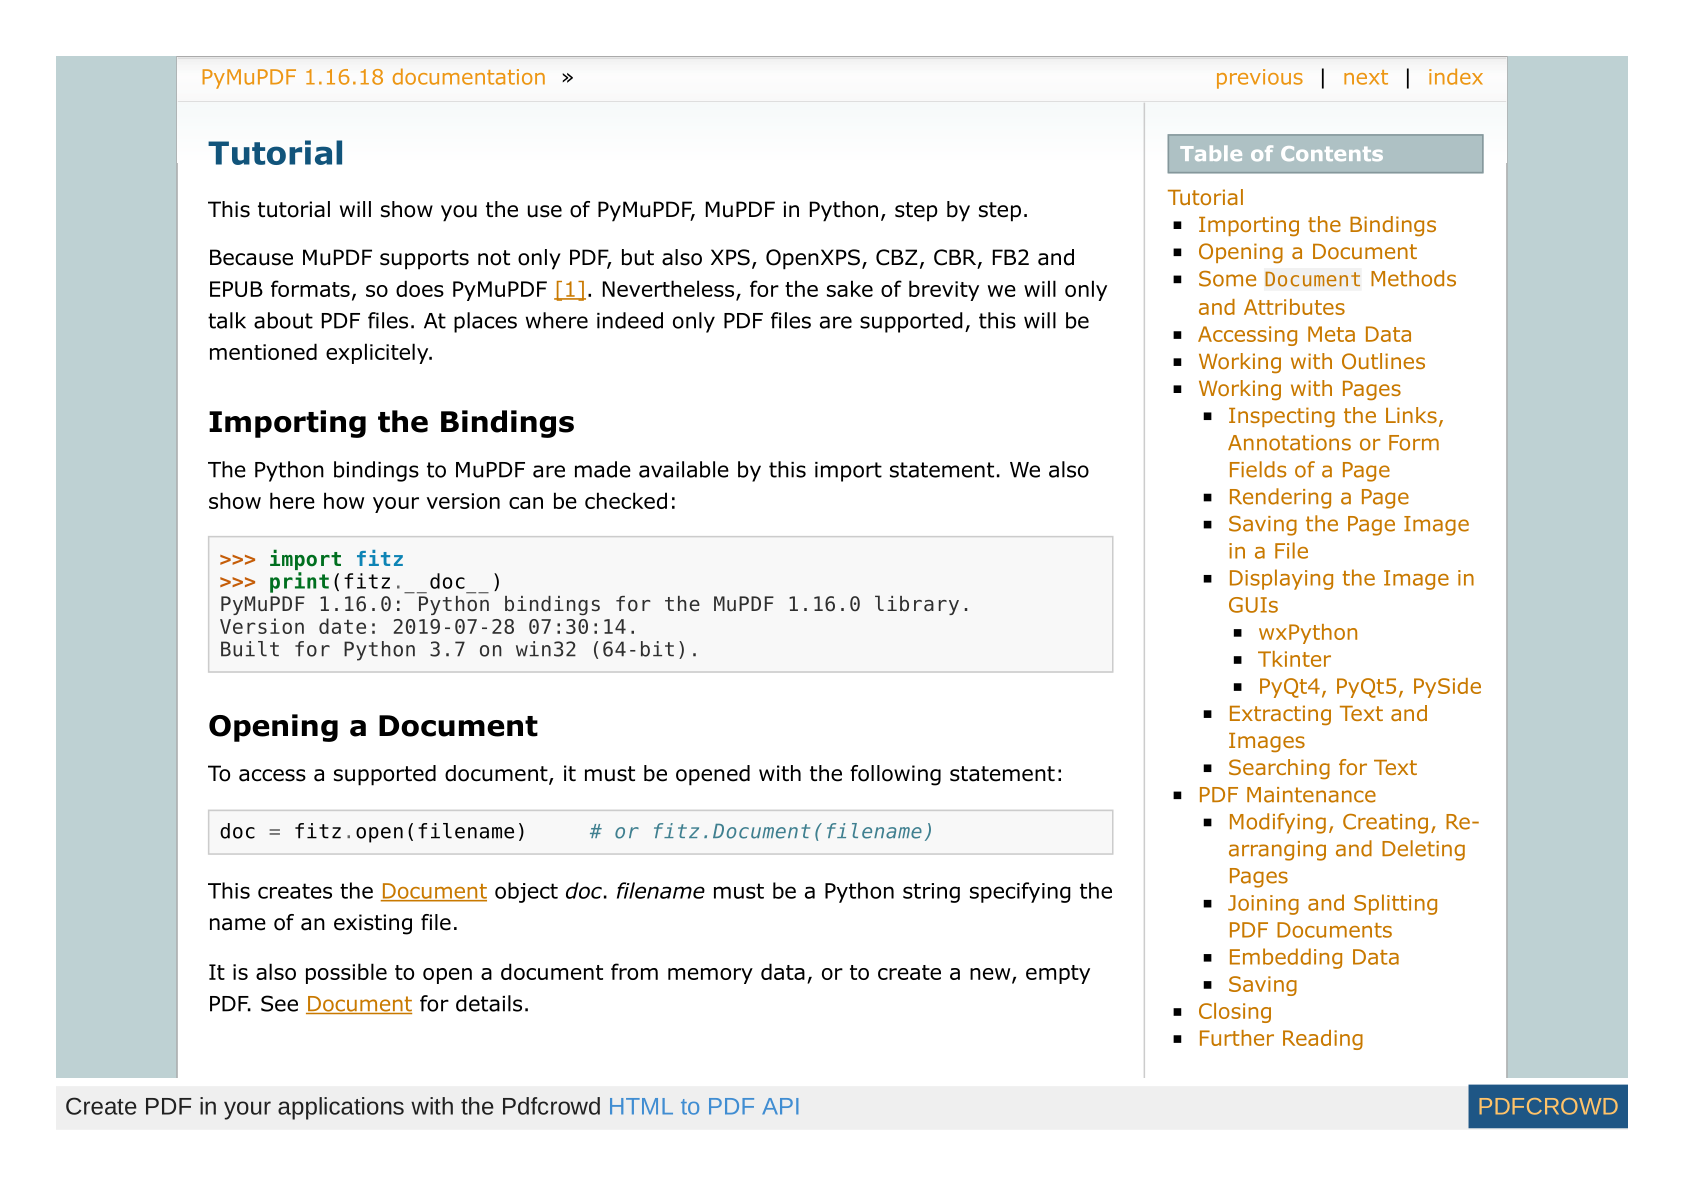 PyMuPDF 1.16.18 documentation »
previous | next | index
Tutorial
This tutorial will show you the use of PyMuPDF, MuPDF in Python, step by step.
Because MuPDF supports not only PDF, but also XPS, OpenXPS, CBZ, CBR, FB2 and
EPUB formats, so does PyMuPDF [1]. Nevertheless, for the sake of brevity we will only
talk about PDF files. At places where indeed only PDF files are supported, this will be
mentioned explicitely.
Importing the Bindings
The Python bindings to MuPDF are made available by this import statement. We also
show here how your version can be checked:
>>> import fitz
>>> print(fitz.__doc__)
PyMuPDF 1.16.0: Python bindings for the MuPDF 1.16.0 library.
Version date: 2019-07-28 07:30:14.
Built for Python 3.7 on win32 (64-bit).
Opening a Document
To access a supported document, it must be opened with the following statement:
doc = fitz.open(filename)     # or fitz.Document(filename)
This creates the Document object doc. filename must be a Python string specifying the
name of an existing file.
It is also possible to open a document from memory data, or to create a new, empty
PDF. See Document for details.
Table of Contents
Tutorial
▪ Importing the Bindings
▪ Opening a Document
▪ Some Document Methods
and Attributes
▪ Accessing Meta Data
▪ Working with Outlines
▪ Working with Pages
▪ Inspecting the Links,
Annotations or Form
Fields of a Page
▪ Rendering a Page
▪ Saving the Page Image
in a File
▪ Displaying the Image in
GUIs
▪ wxPython
▪ Tkinter
▪ PyQt4, PyQt5, PySide
▪ Extracting Text and
Images
▪ Searching for Text
▪ PDF Maintenance
▪ Modifying, Creating, Re-
arranging and Deleting
Pages
▪ Joining and Splitting
PDF Documents
▪ Embedding Data
▪ Saving
▪ Closing
▪ Further Reading
Create PDF in your applications with the Pdfcrowd HTML to PDF API
PDFCROWD